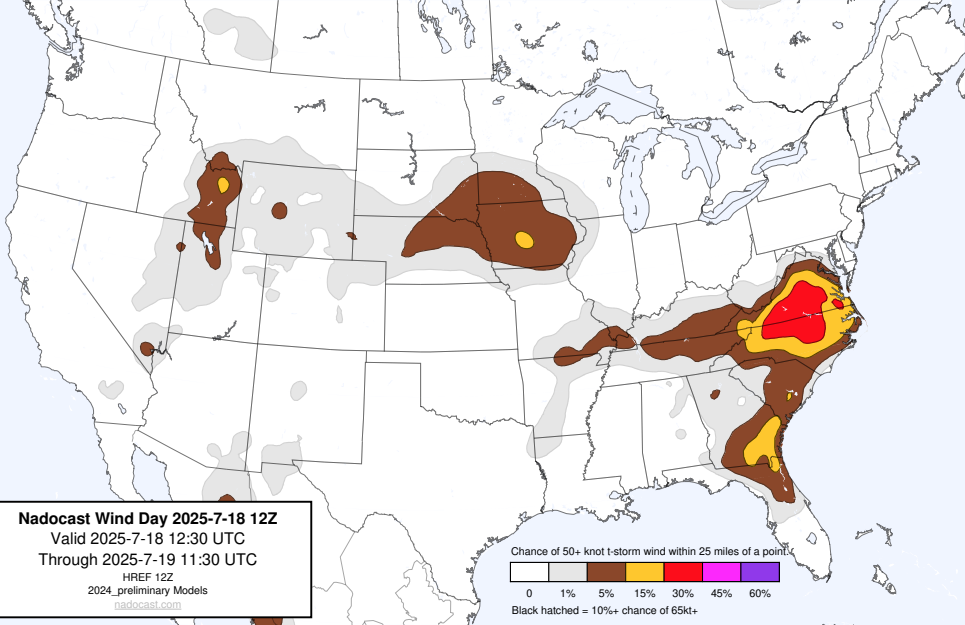 Nadocast Wind Day 2025-7-18 12Z
Valid 2025-7-18 12:30 UTC
Through 2025-7-19 11:30 UTC
HREF 12Z
2024_preliminary Models
nadocast.com
Chance of 50+ knot t-storm wind within 25 miles of a point.
0 1% 5% 15% 30% 45% 60%
Black hatched = 10%+ chance of 65kt+